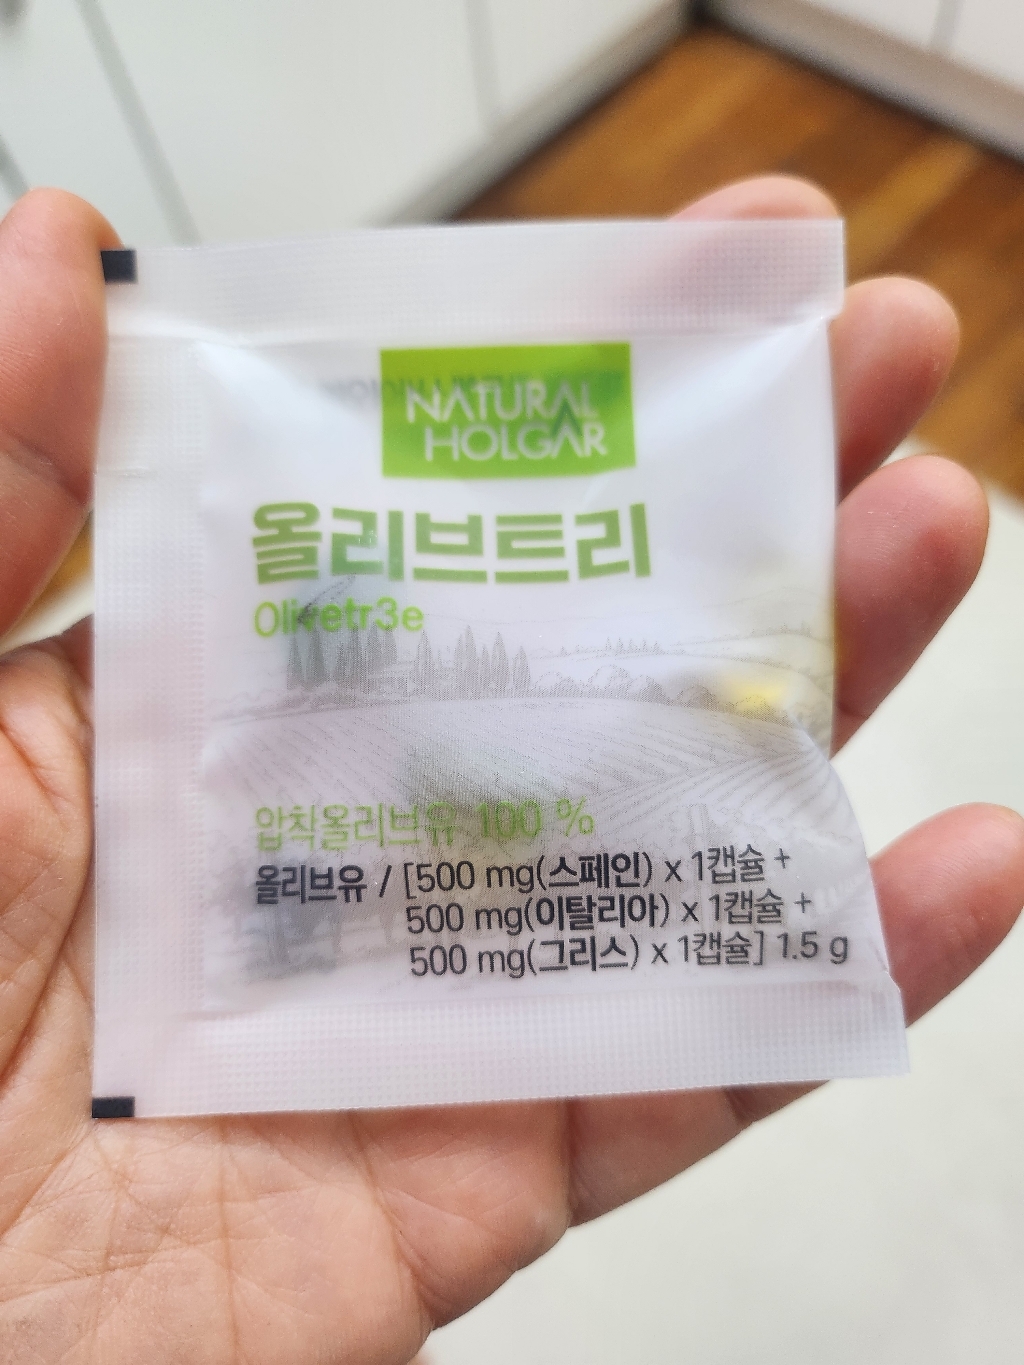 NATURAL
HOLGAR
올리브트리
Olivetr3e
압착올리브유 100 %
올리브유 / [500 mg(스페인) x 1캡슐 +
500 mg(이탈리아) x 1캡슐 +
500 mg(그리스) x 1캡슐] 1.5 g